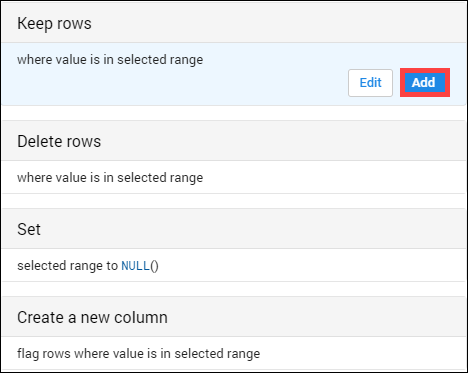 Keep rows
where value is in selected range
Edit
Add
Delete rows
where value is in selected range
Set
selected range to NULL()
Create a new column
flag rows where value is in selected range